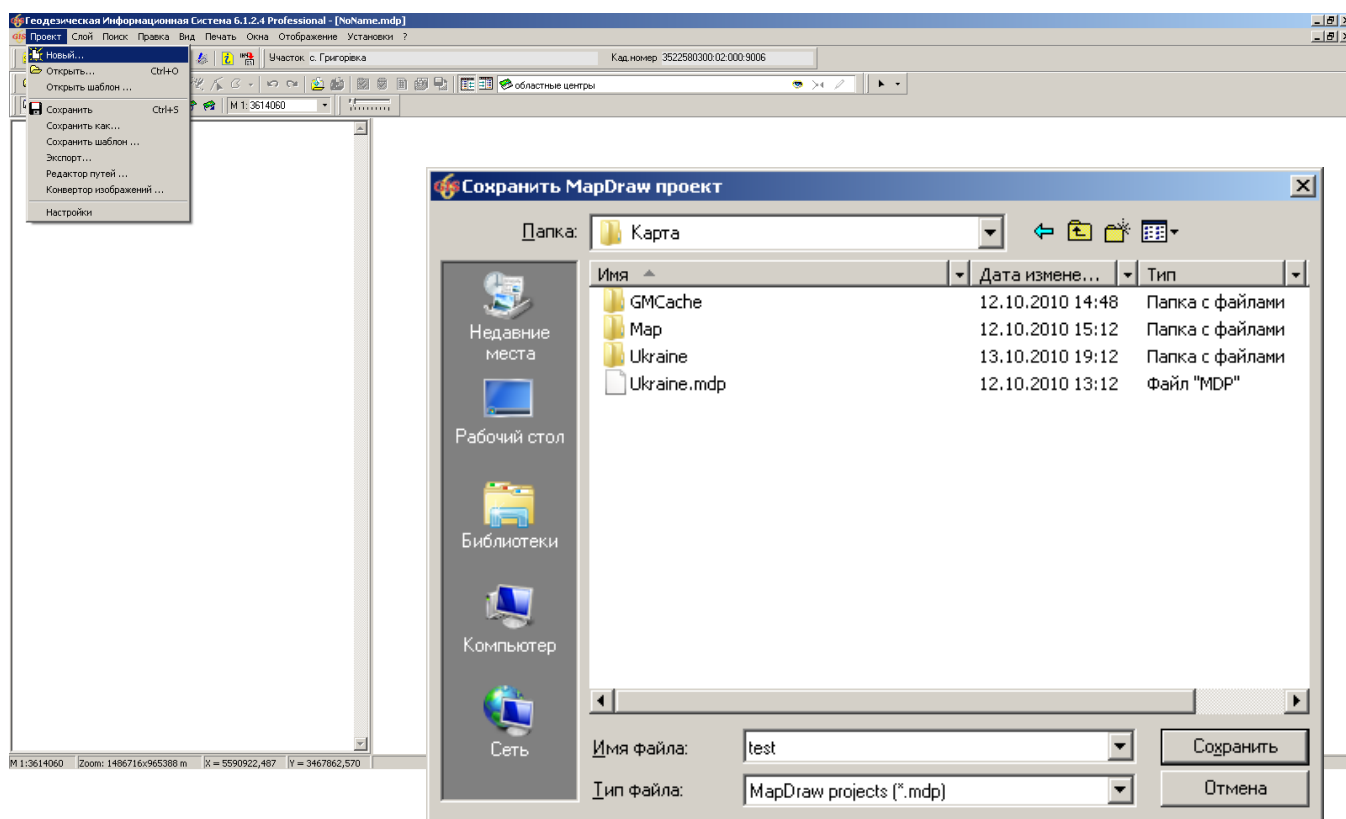 Геодезическая Информационная Система 6.1.2.4 Professional - [NoName.mdp]
GIS Проект Слой Поиск Правка Вид Печать Окна Отображение Установки ?
Новый...
Участок с. Григорівка Кад.номер 3522580300:02:000:9006
Открыть... Ctrl+O
Открыть шаблон ...
областные центры
Сохранить Ctrl+S
M 1: 3614060
Сохранить как...
Сохранить шаблон ...
Экспорт...
Редактор путей ...
Конвертор изображений ...
Настройки
Сохранить MapDraw проект
Папка: Карта
Имя Дата измене... Тип
GMCache 12.10.2010 14:48 Папка с файлами
Map 12.10.2010 15:12 Папка с файлами
Ukraine 13.10.2010 19:12 Папка с файлами
Ukraine.mdp 12.10.2010 13:12 Файл "MDP"
Недавние
места
Рабочий стол
Библиотеки
Компьютер
Сеть
Имя файла: test Сохранить
Тип файла: MapDraw projects (*.mdp) Отмена
M 1:3614060 Zoom: 1486716x965388 m X = 5590922,487 Y = 3467862,570